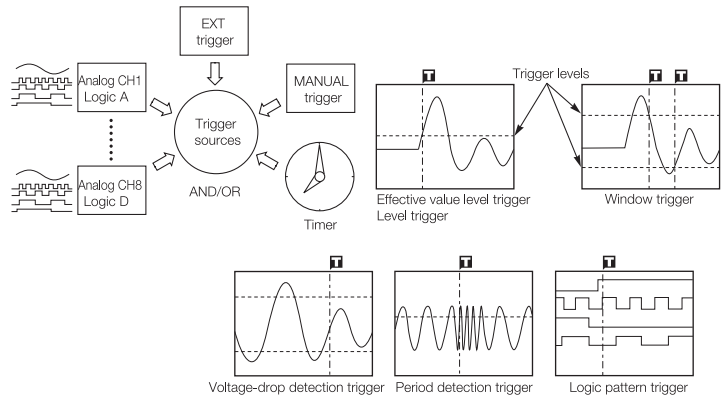 EXT
trigger
Analog CH1
Logic A
MANUAL
trigger
Trigger
sources
Analog CH8
Logic D
AND/OR
Timer
T
Trigger levels
T
T
Effective value level trigger
Level trigger
Window trigger
T
T
T
Voltage-drop detection trigger
Period detection trigger
Logic pattern trigger